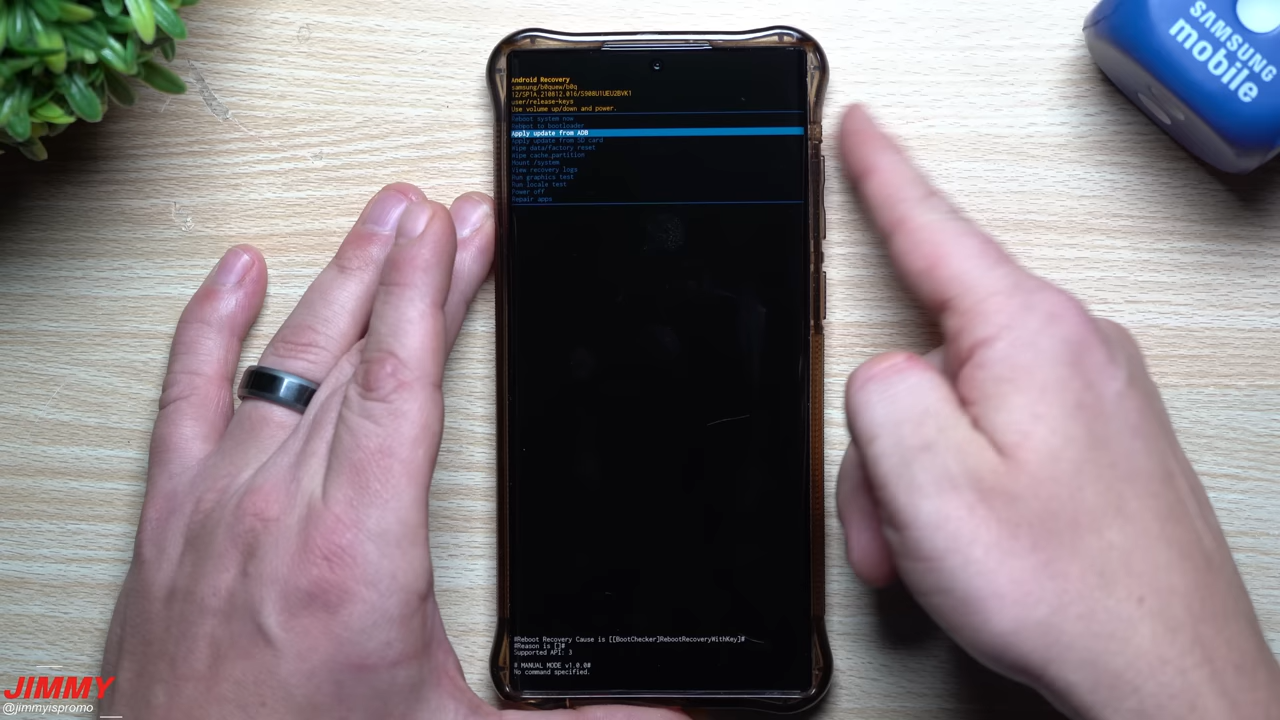 SAMSUNG
mobile
Android Recovery
samsung/b0quew/b0q
12/SP1A.210812.016/S908U1UEU2BVK1
user/release-keys
Use volume up/down and power.
Reboot system now
Reboot to bootloader
Apply update from ADB
Apply update from SD card
Wipe data/factory reset
Wipe cache partition
Mount /system
View recovery logs
Run graphics test
Run locale test
Power off
Repair apps
#Reboot Recovery Cause is [[BootChecker]RebootRecoveryWithKey]#
#Reason is []#
Supported API: 3
# MANUAL MODE v1.0.0#
No command specified.
JIMMY
@jimmyispromo